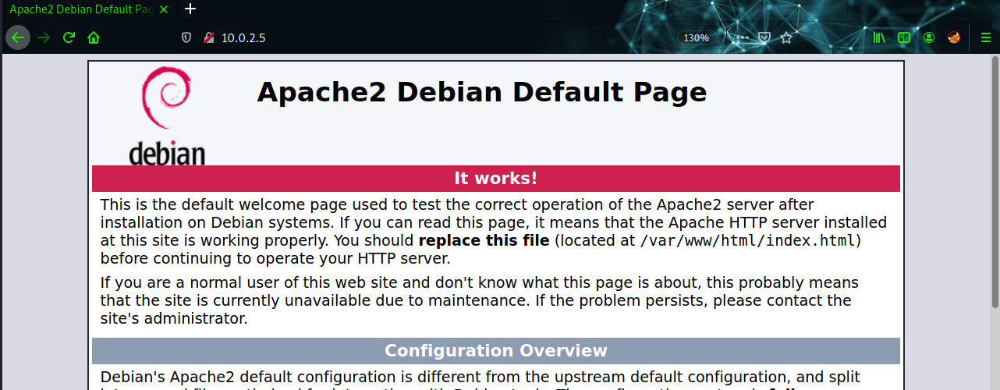 Apache2 Debian Default Pag
10.0.2.5
130%
Apache2 Debian Default Page
debian
It works!
This is the default welcome page used to test the correct operation of the Apache2 server after
installation on Debian systems. If you can read this page, it means that the Apache HTTP server installed
at this site is working properly. You should replace this file (located at /var/www/html/index.html)
before continuing to operate your HTTP server.
If you are a normal user of this web site and don't know what this page is about, this probably means
that the site is currently unavailable due to maintenance. If the problem persists, please contact the
site's administrator.
Configuration Overview
Debian's Apache2 default configuration is different from the upstream default configuration, and split